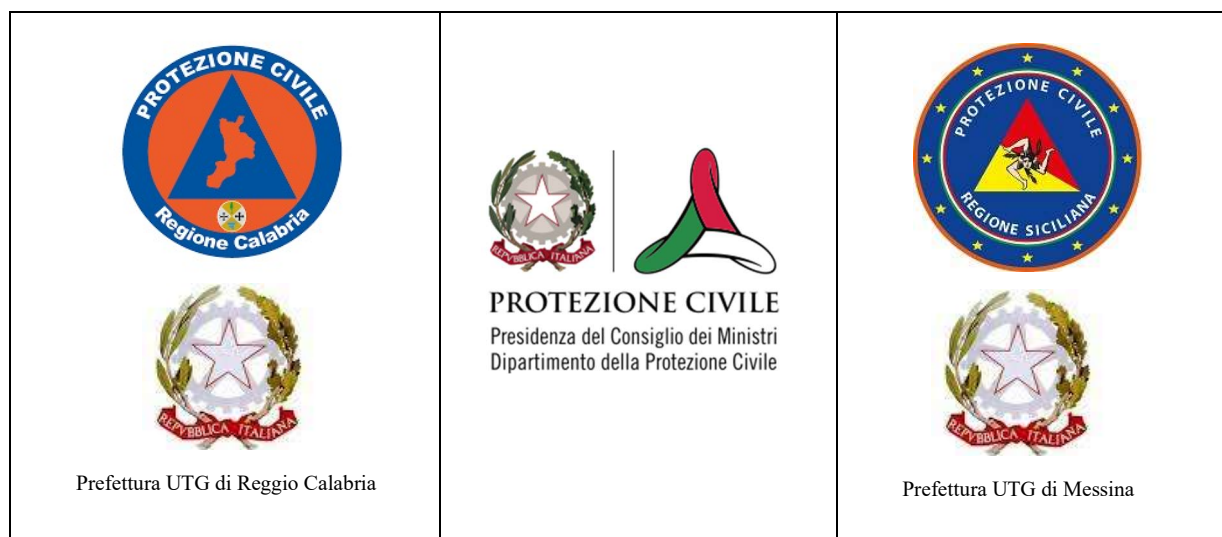 PROTEZIONE CIVILE
Regione Calabria
REPVBBLICA ITALIANA
Prefettura UTG di Reggio Calabria
REPVBBLICA ITALIANA
PROTEZIONE CIVILE
Presidenza del Consiglio dei Ministri
Dipartimento della Protezione Civile
PROTEZIONE CIVILE
REGIONE SICILIANA
REPVBBLICA ITALIANA
Prefettura UTG di Messina